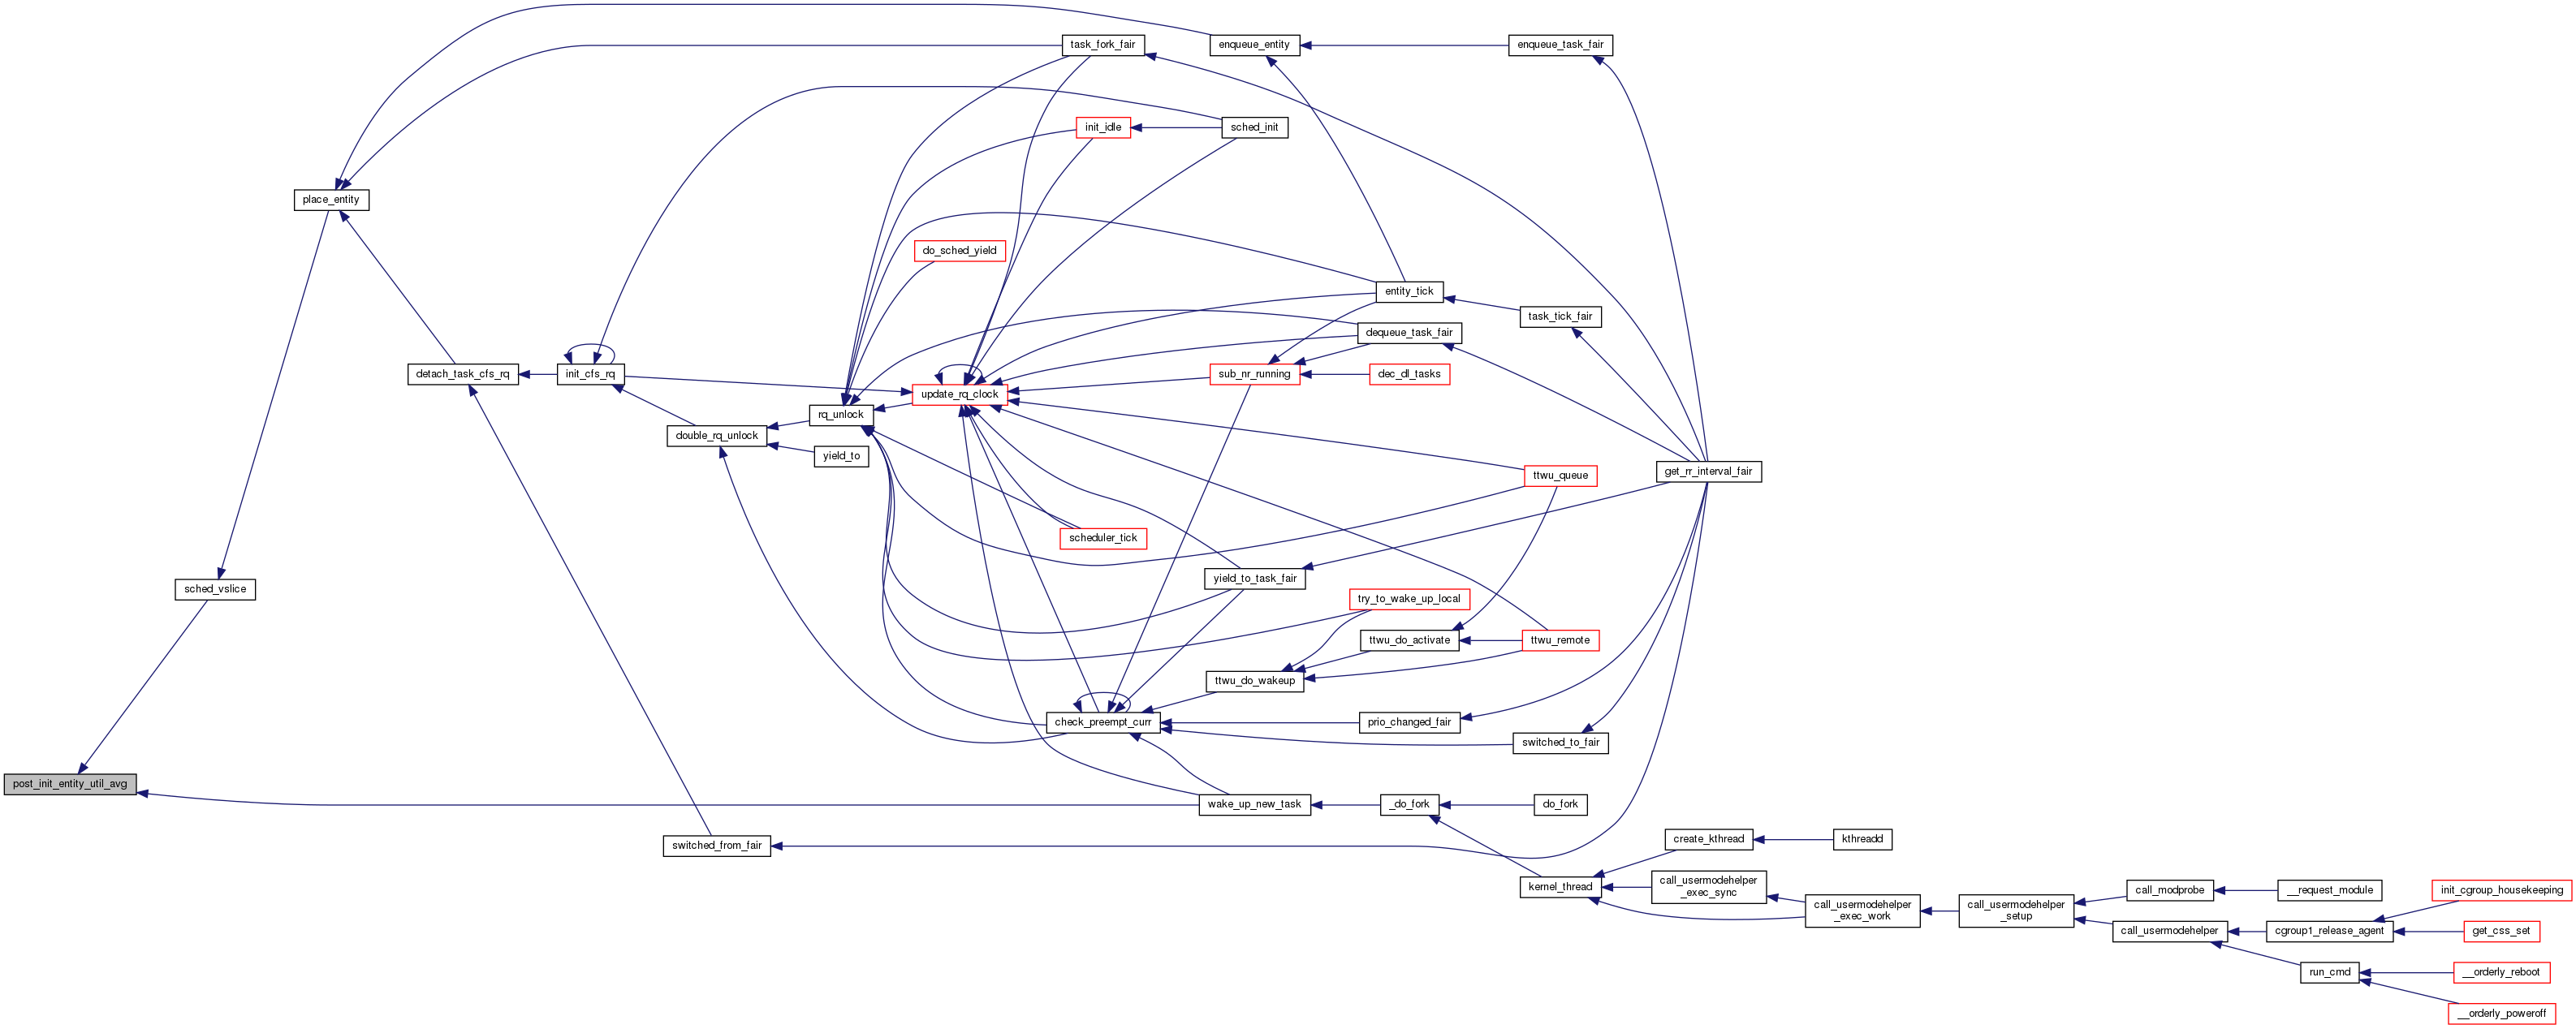 task_fork_fair
enqueue_entity
enqueue_task_fair
init_idle
sched_init
place_entity
do_sched_yield
entity_tick
task_tick_fair
dequeue_task_fair
detach_task_cfs_rq
init_cfs_rq
sub_nr_running
dec_dl_tasks
update_rq_clock
rq_unlock
double_rq_unlock
yield_to
get_rr_interval_fair
ttwu_queue
scheduler_tick
yield_to_task_fair
sched_vslice
try_to_wake_up_local
ttwu_do_activate
ttwu_remote
ttwu_do_wakeup
check_preempt_curr
prio_changed_fair
switched_to_fair
post_init_entity_util_avg
wake_up_new_task
_do_fork
do_fork
switched_from_fair
create_kthread
kthreadd
kernel_thread
call_usermodehelper
_exec_sync
call_usermodehelper
_exec_work
call_usermodehelper
_setup
call_modprobe
__request_module
init_cgroup_housekeeping
call_usermodehelper
cgroup1_release_agent
get_css_set
run_cmd
__orderly_reboot
__orderly_poweroff